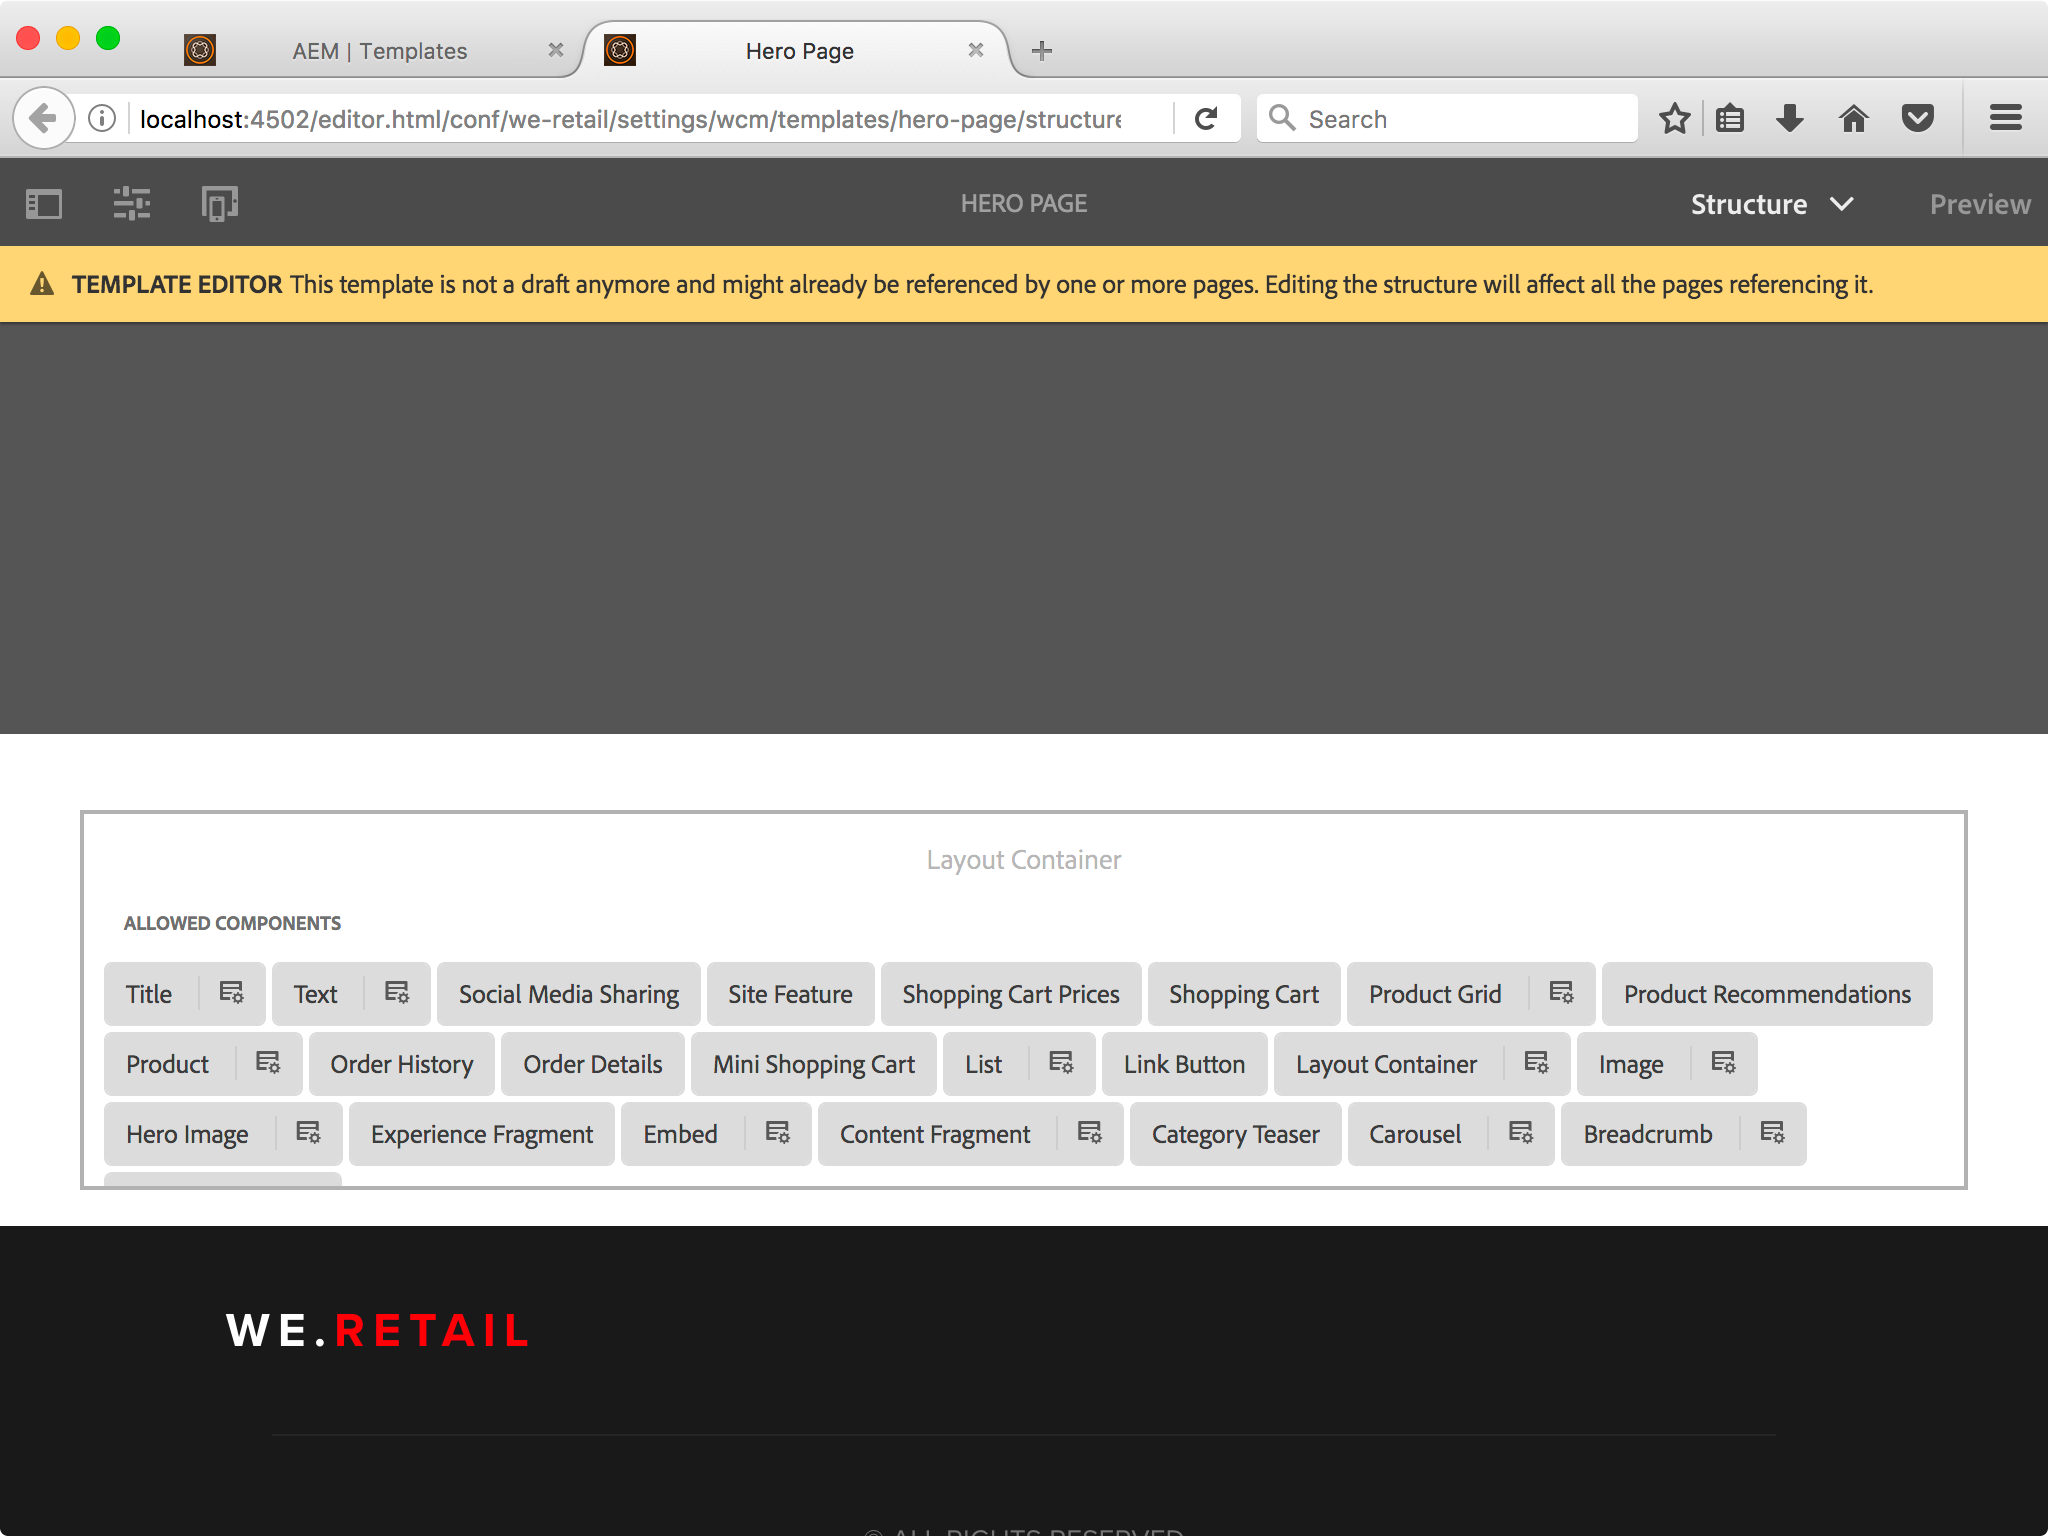 AEM | Templates
Hero Page
localhost:4502/editor.html/conf/we-retail/settings/wcm/templates/hero-page/structure
Search
HERO PAGE
Structure
Preview
TEMPLATE EDITOR This template is not a draft anymore and might already be referenced by one or more pages. Editing the structure will affect all the pages referencing it.
Layout Container
ALLOWED COMPONENTS
Title Text Social Media Sharing Site Feature Shopping Cart Prices Shopping Cart Product Grid Product Recommendations
Product Order History Order Details Mini Shopping Cart List Link Button Layout Container Image
Hero Image Experience Fragment Embed Content Fragment Category Teaser Carousel Breadcrumb
WE.RETAIL
© ALL RIGHTS RESERVED